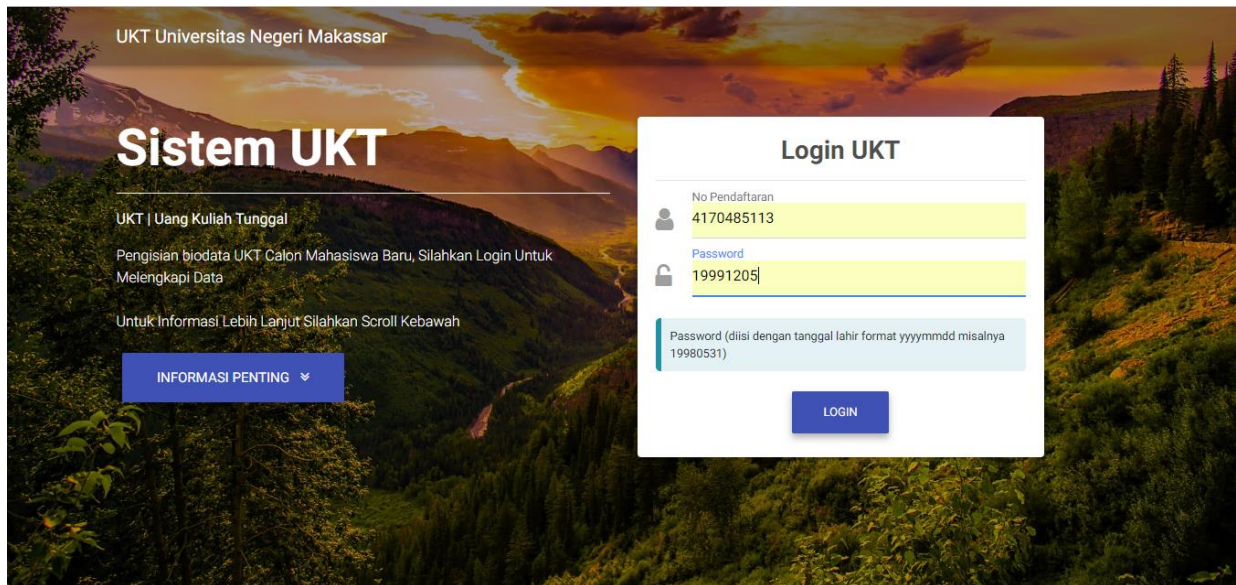 UKT Universitas Negeri Makassar
Sistem UKT
UKT | Uang Kuliah Tunggal
Pengisian biodata UKT Calon Mahasiswa Baru, Silahkan Login Untuk
Melengkapi Data
Untuk Informasi Lebih Lanjut Silahkan Scroll Kebawah
INFORMASI PENTING
Login UKT
No Pendaftaran
4170485113
Password
19991205
Password (diisi dengan tanggal lahir format yyyymmdd misalnya
19980531)
LOGIN